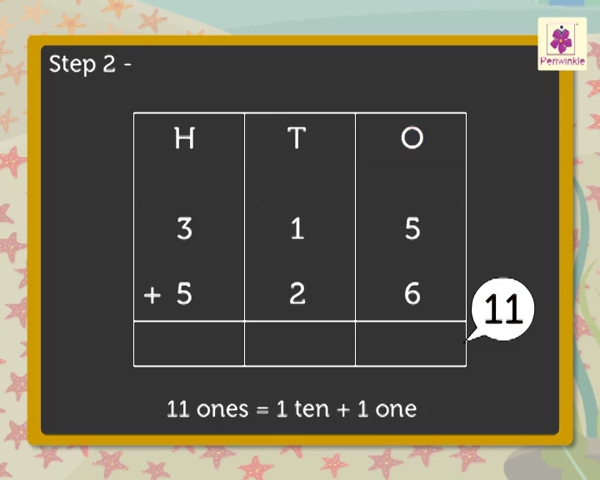 Periwinkle
Step 2 -
H T O
3 1 5
+ 5 2 6
11
11 ones = 1 ten + 1 one